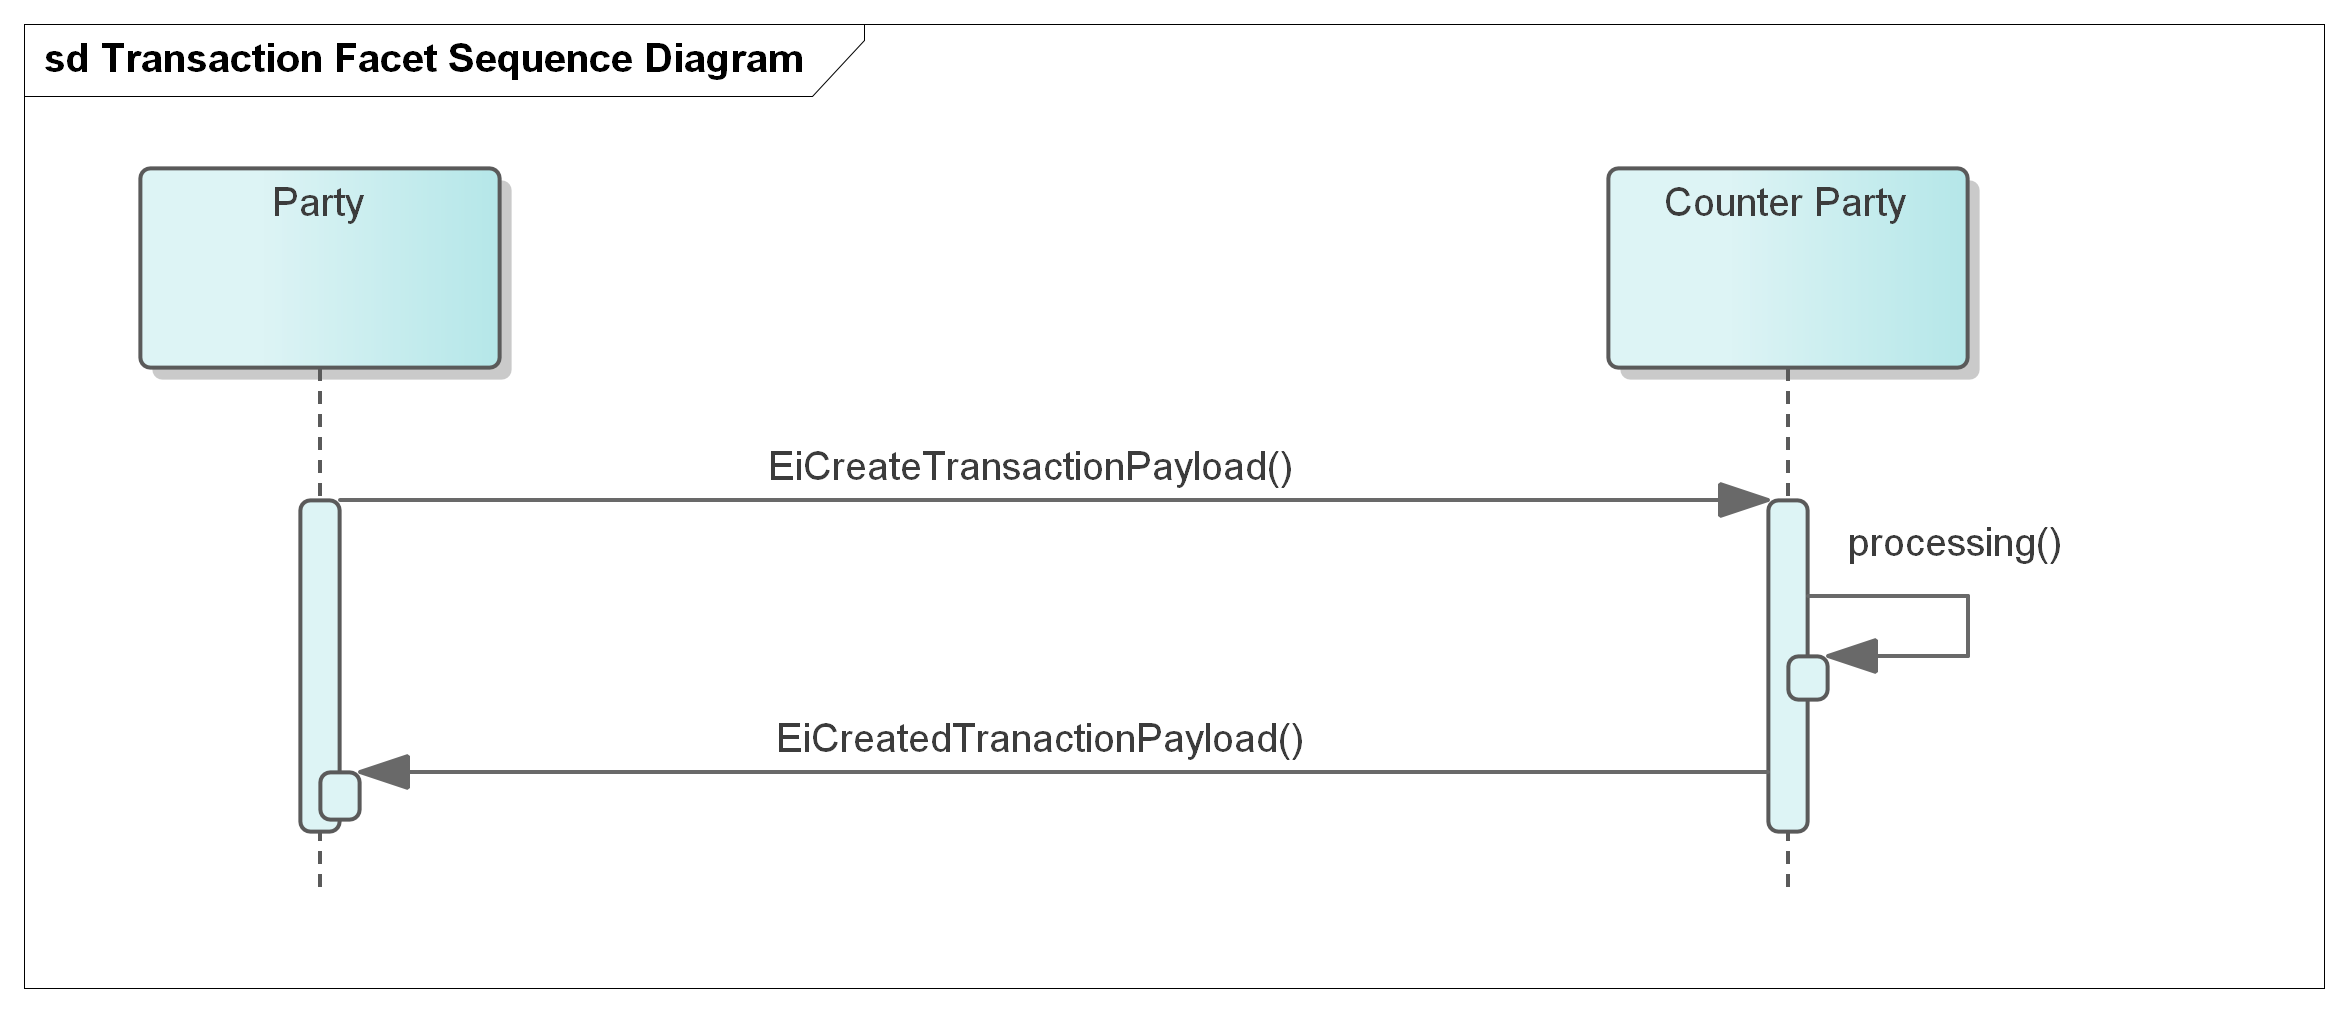 sd Transaction Facet Sequence Diagram
Party
Counter Party
EiCreateTransactionPayload()
processing()
EiCreatedTranactionPayload()